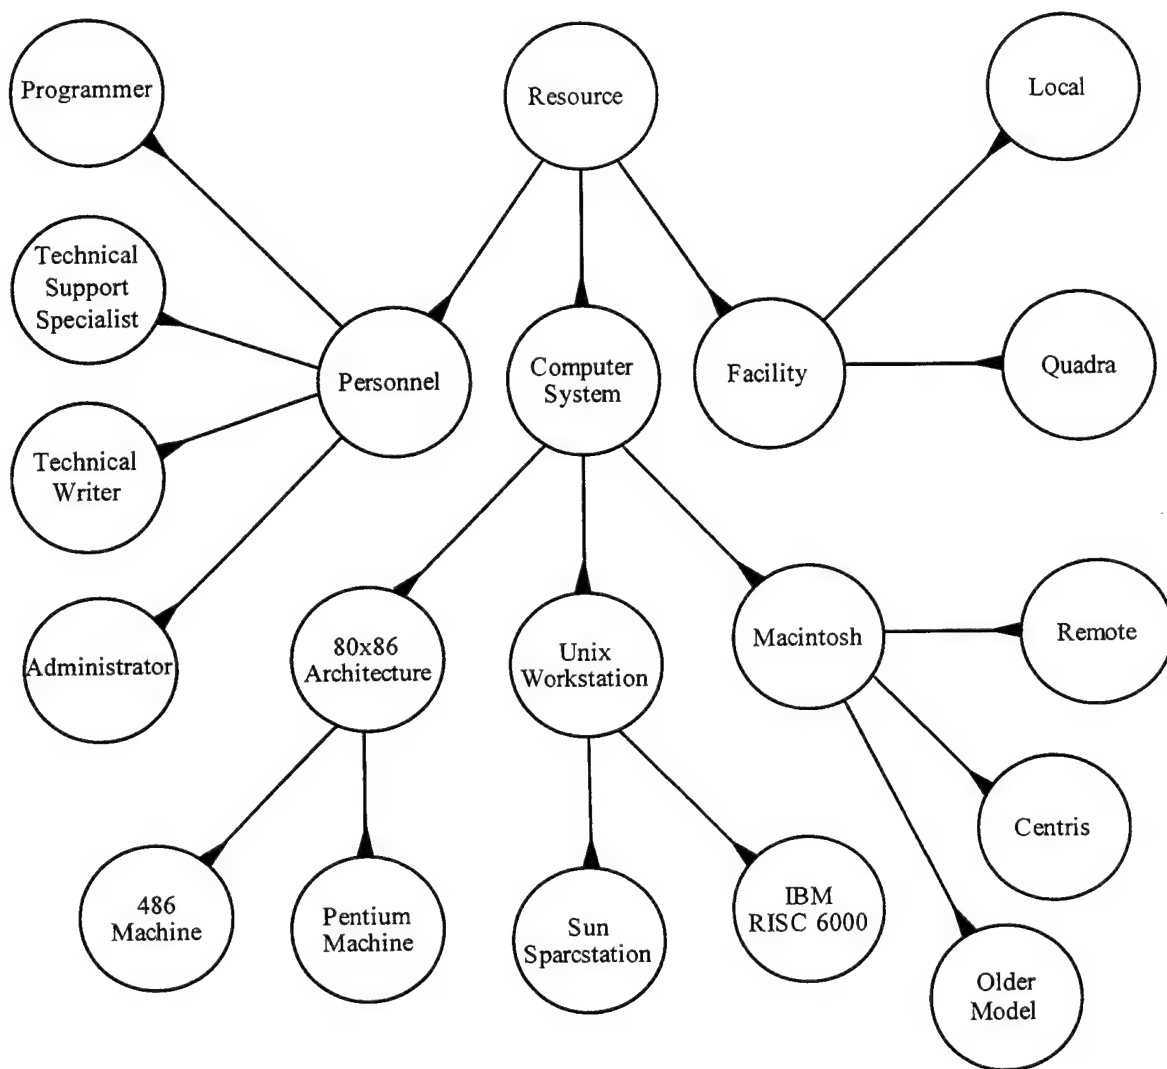 Programmer
Resource
Local
Technical
Support
Specialist
Personnel
Computer
System
Facility
Quadra
Technical
Writer
Administrator
80x86
Architecture
Unix
Workstation
Macintosh
Remote
Centris
486
Machine
Pentium
Machine
Sun
Sparcstation
IBM
RISC 6000
Older
Model